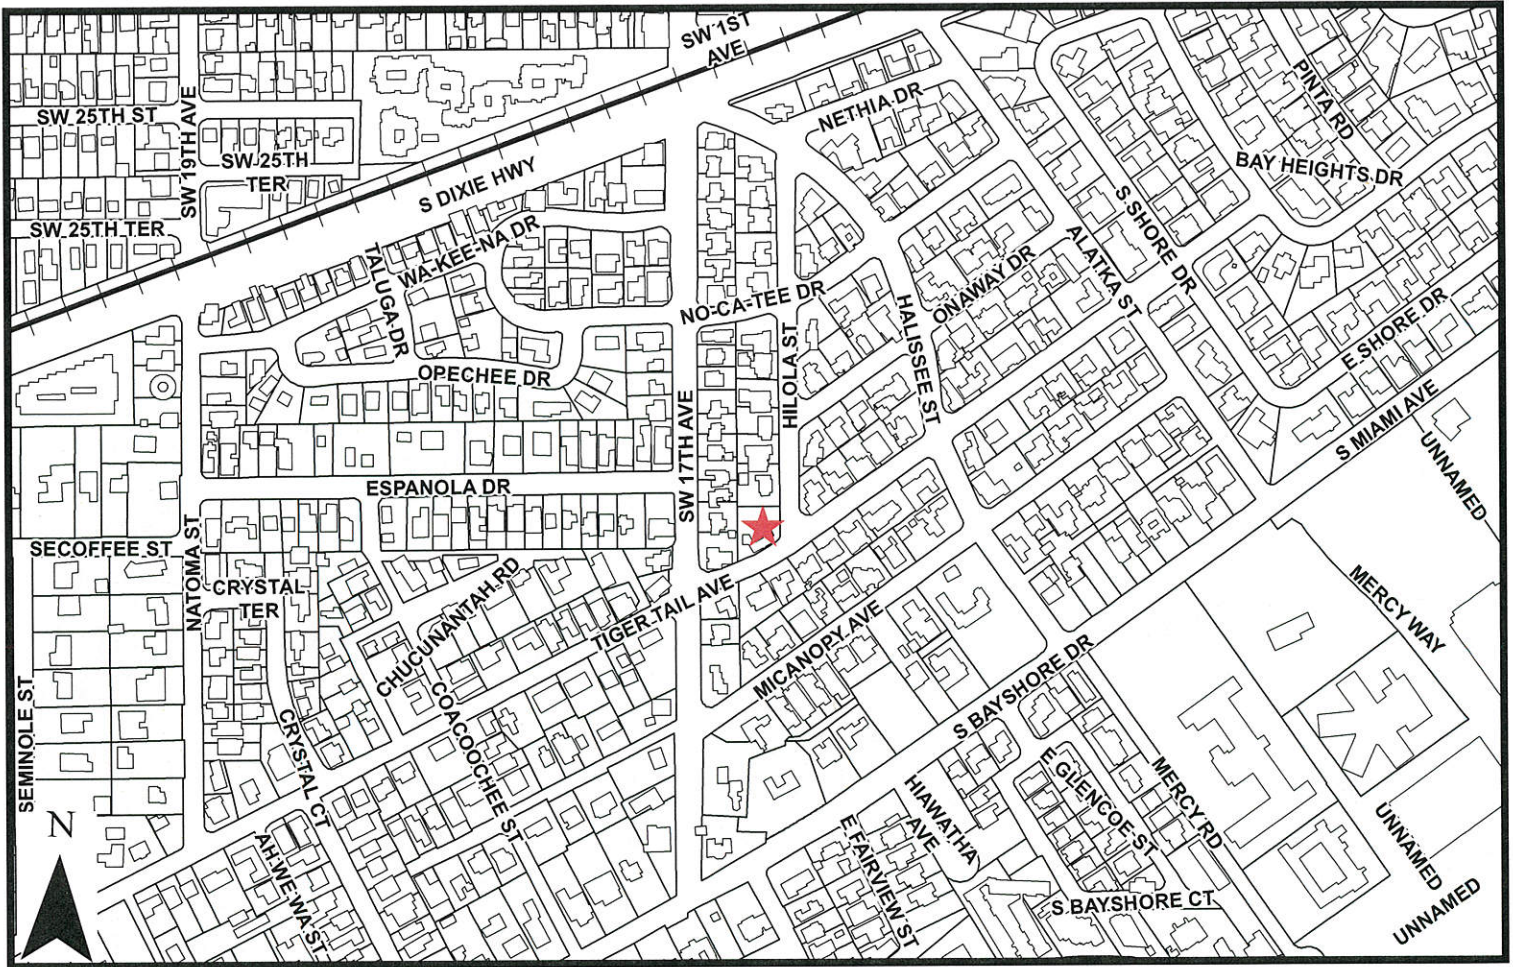 SW 1ST
AVE
SW 25TH ST
SW 19TH AVE
NETHIA DR
PINTA RD
SW 25TH
TER
BAY HEIGHTS DR
S DIXIE HWY
SW 25TH TER
S SHORE DR
WA-KEE-NA DR
TALUGA DR
ALATKA ST
ONAWAY DR
NO-CA-TEE DR
HALISSEE ST
E SHORE DR
OPECHEE DR
HILOLA ST
SW 17TH AVE
S MIAMI AVE
UNNAMED
ESPANOLA DR
SECOFFEE ST
NATOMA ST
CRYSTAL
TER
CHUCUNANTAH RD
TIGER TAIL AVE
MICANOPY AVE
MERCY WAY
SEMINOLE ST
COACOOCHEE ST
CRYSTAL CT
S BAYSHORE DR
E GLENCOE ST
MERCY RD
HIAWATHA
AVE
E FAIRVIEW ST
N
AHWE WA ST
S BAYSHORE CT
UNNAMED
UNNAMED